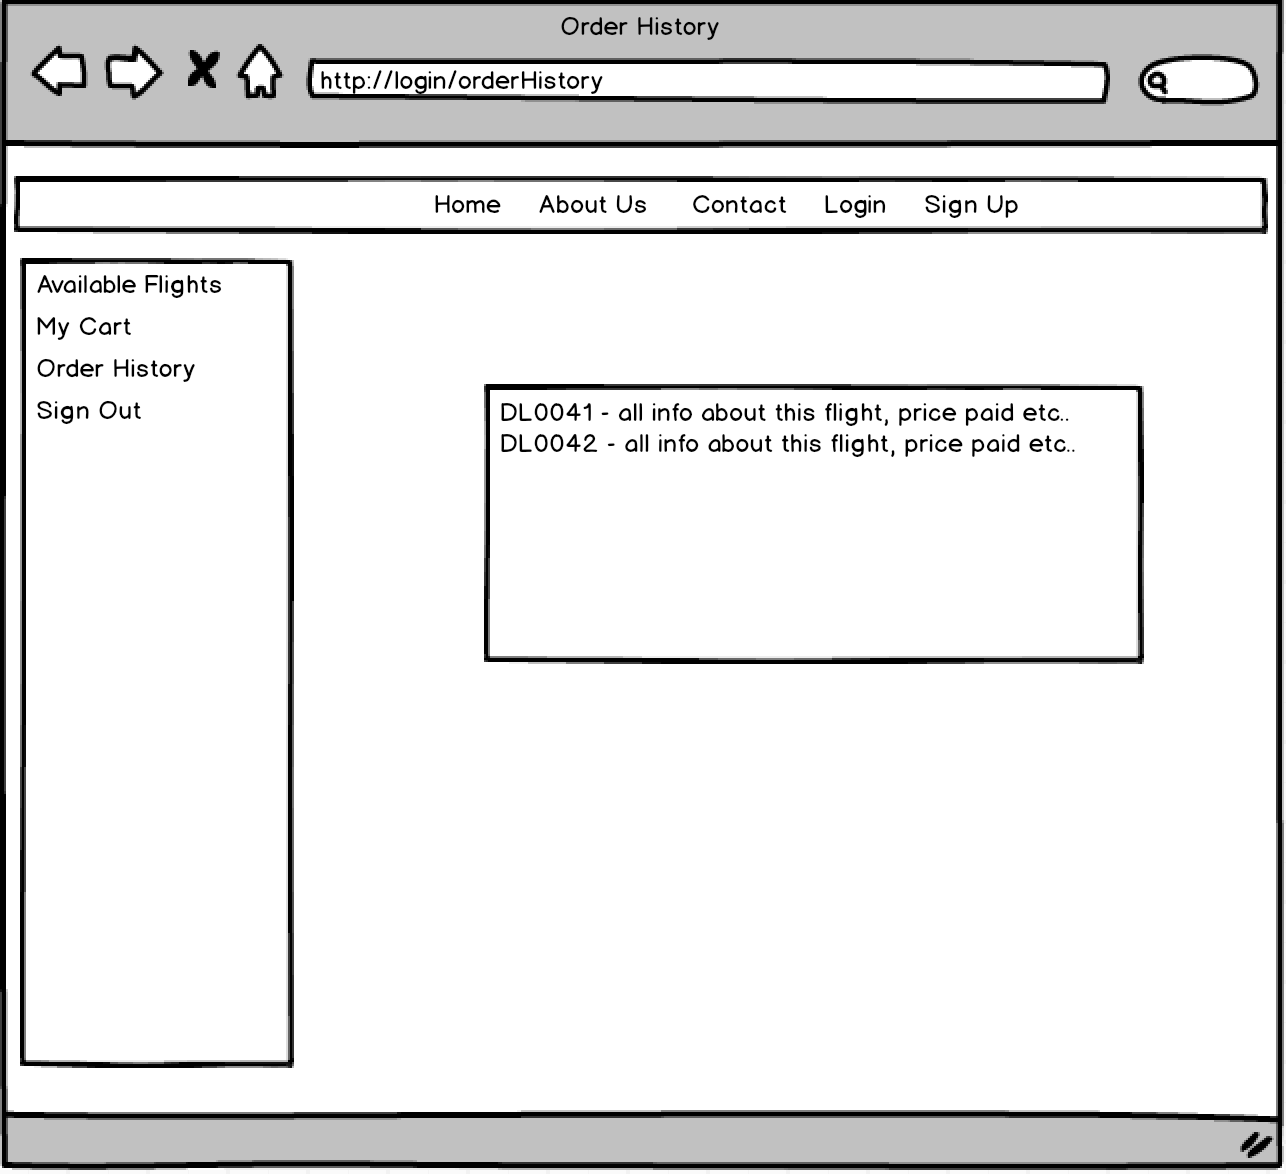 Order History
http://login/orderHistory
Home About Us Contact Login Sign Up
Available Flights
My Cart
Order History
Sign Out
DL0041 - all info about this flight, price paid etc..
DL0042 - all info about this flight, price paid etc..